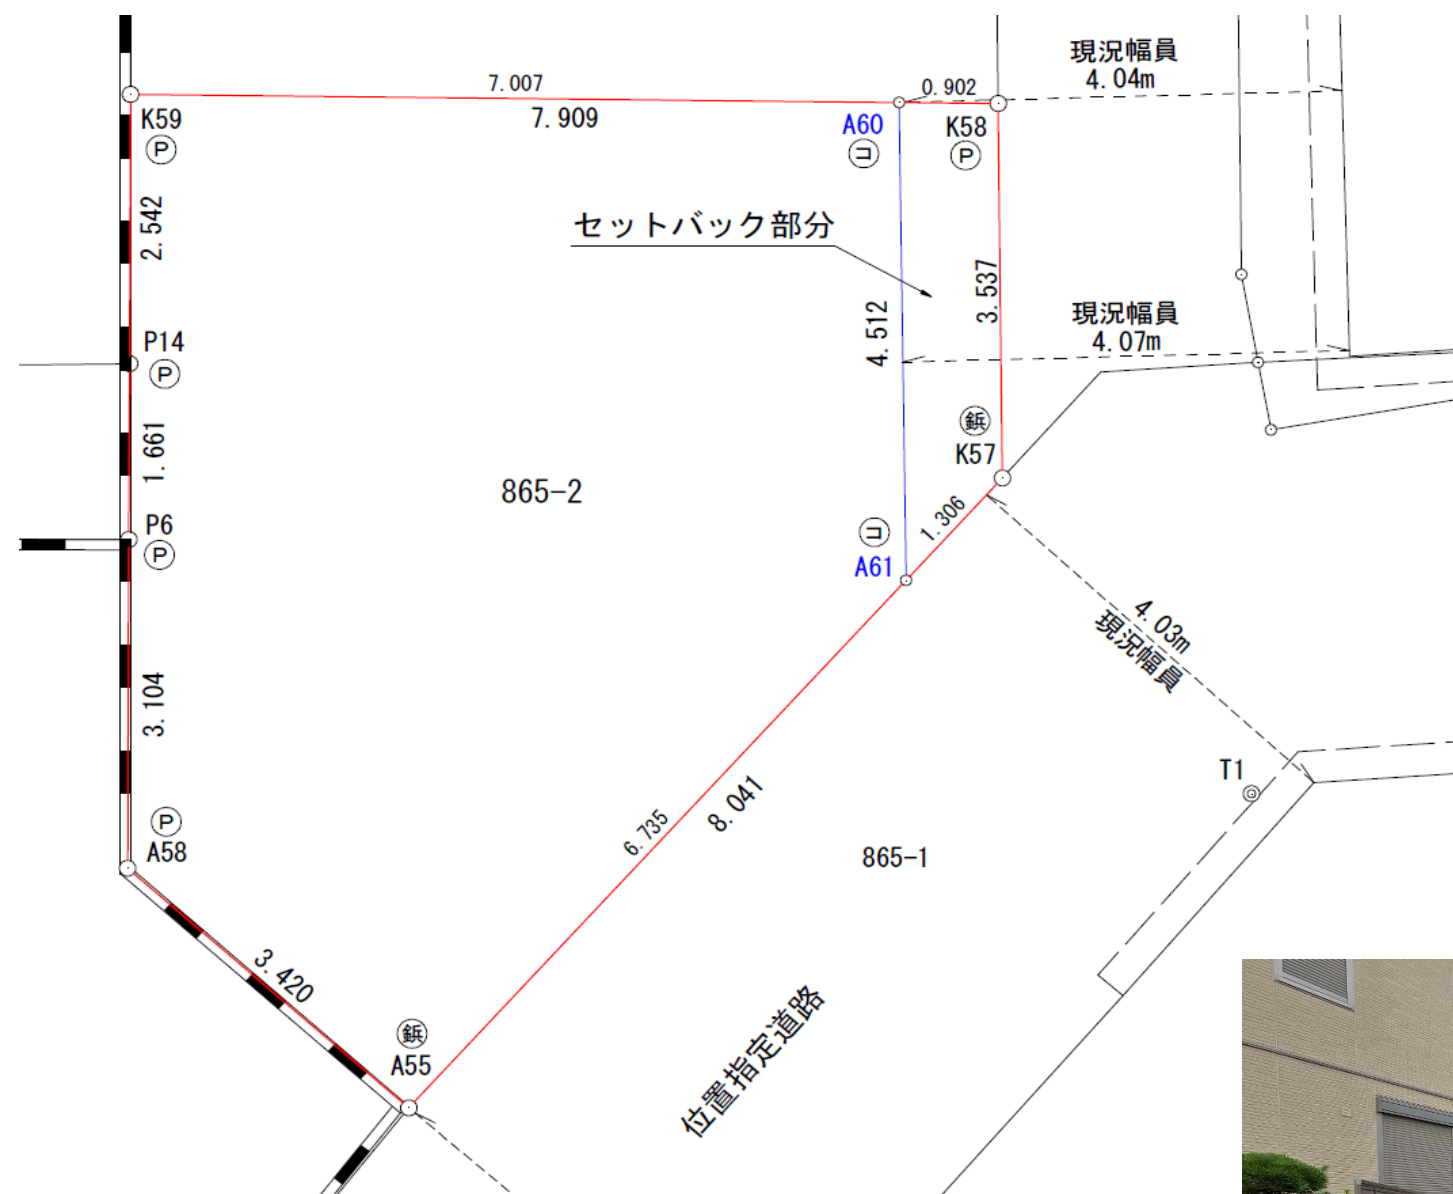 現況幅員
4.04m
7.007
0.902
7.909
K59
Ⓟ
A60
㋙
K58
Ⓟ
2.542
セットバック部分
3.537
4.512
現況幅員
4.07m
P14
Ⓟ
1.661
鋲
K57
865-2
P6
Ⓟ
1.306
㋙
A61
4.03m
現況幅員
3.104
T1
6.735
8.041
Ⓟ
A58
865-1
3.420
鋲
A55
位置指定道路